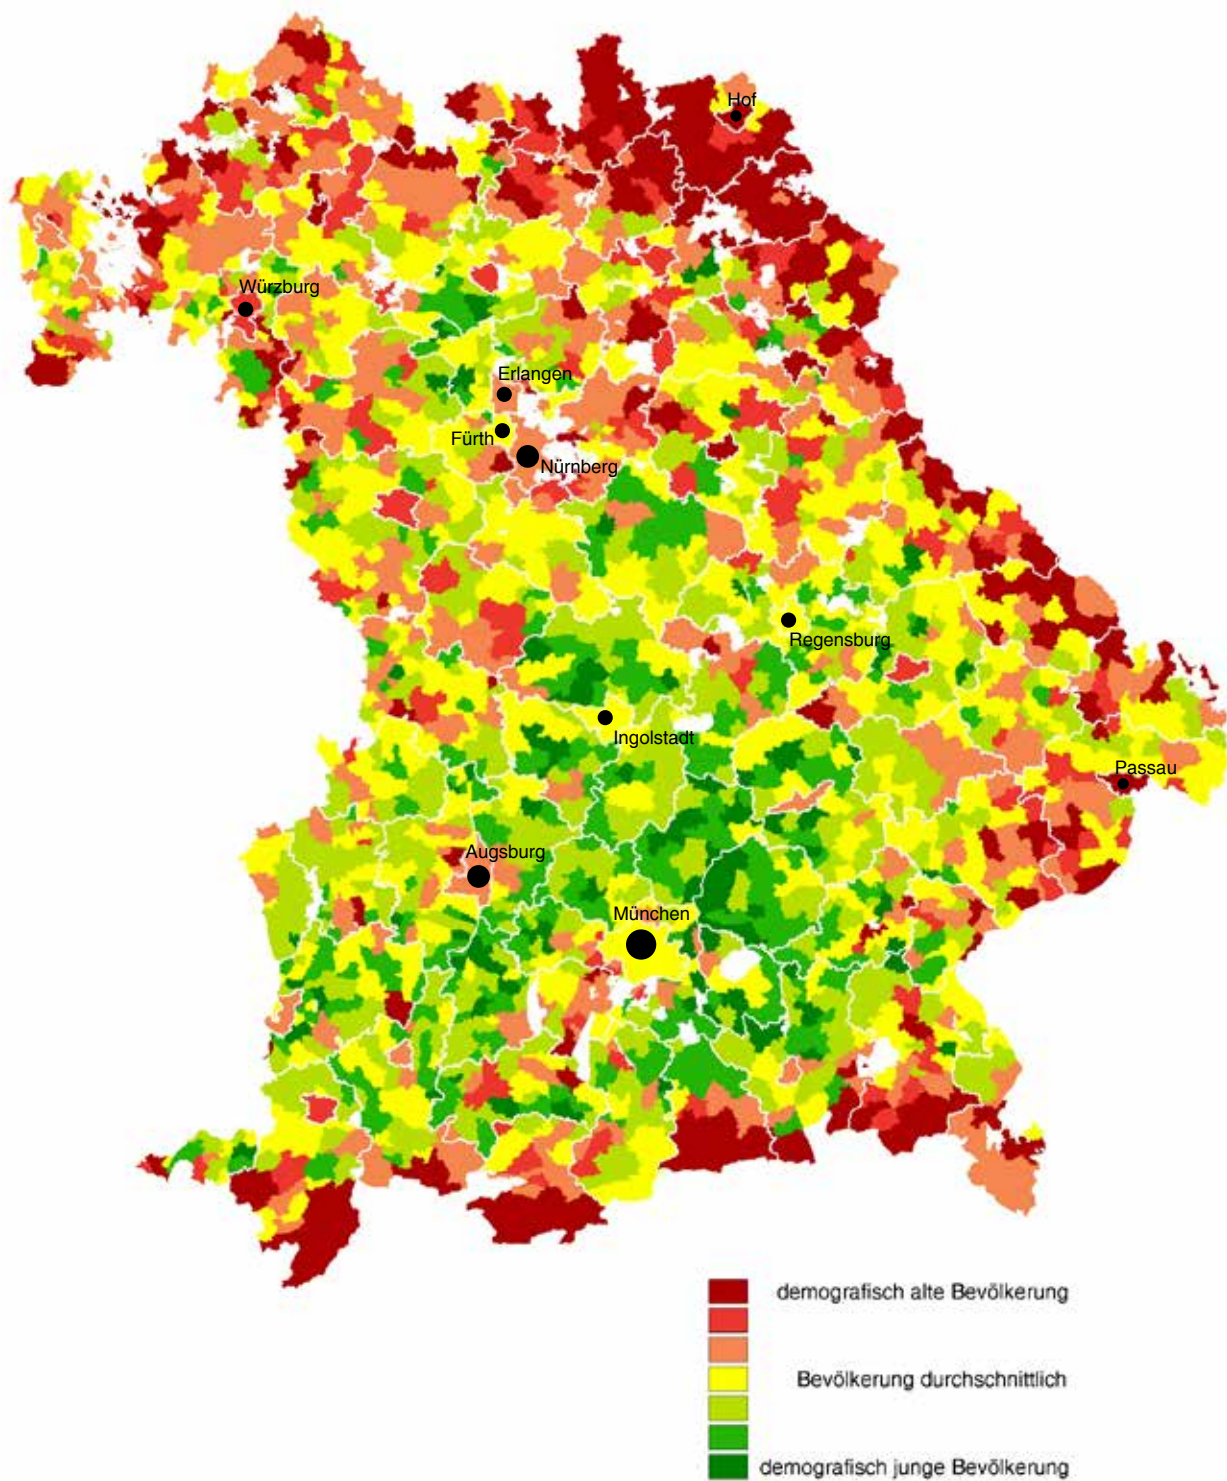 Hof
Würzburg
Erlangen
Fürth
Nürnberg
Regensburg
Ingolstadt
Passau
Augsburg
München
demografisch alte Bevölkerung
Bevölkerung durchschnittlich
demografisch junge Bevölkerung